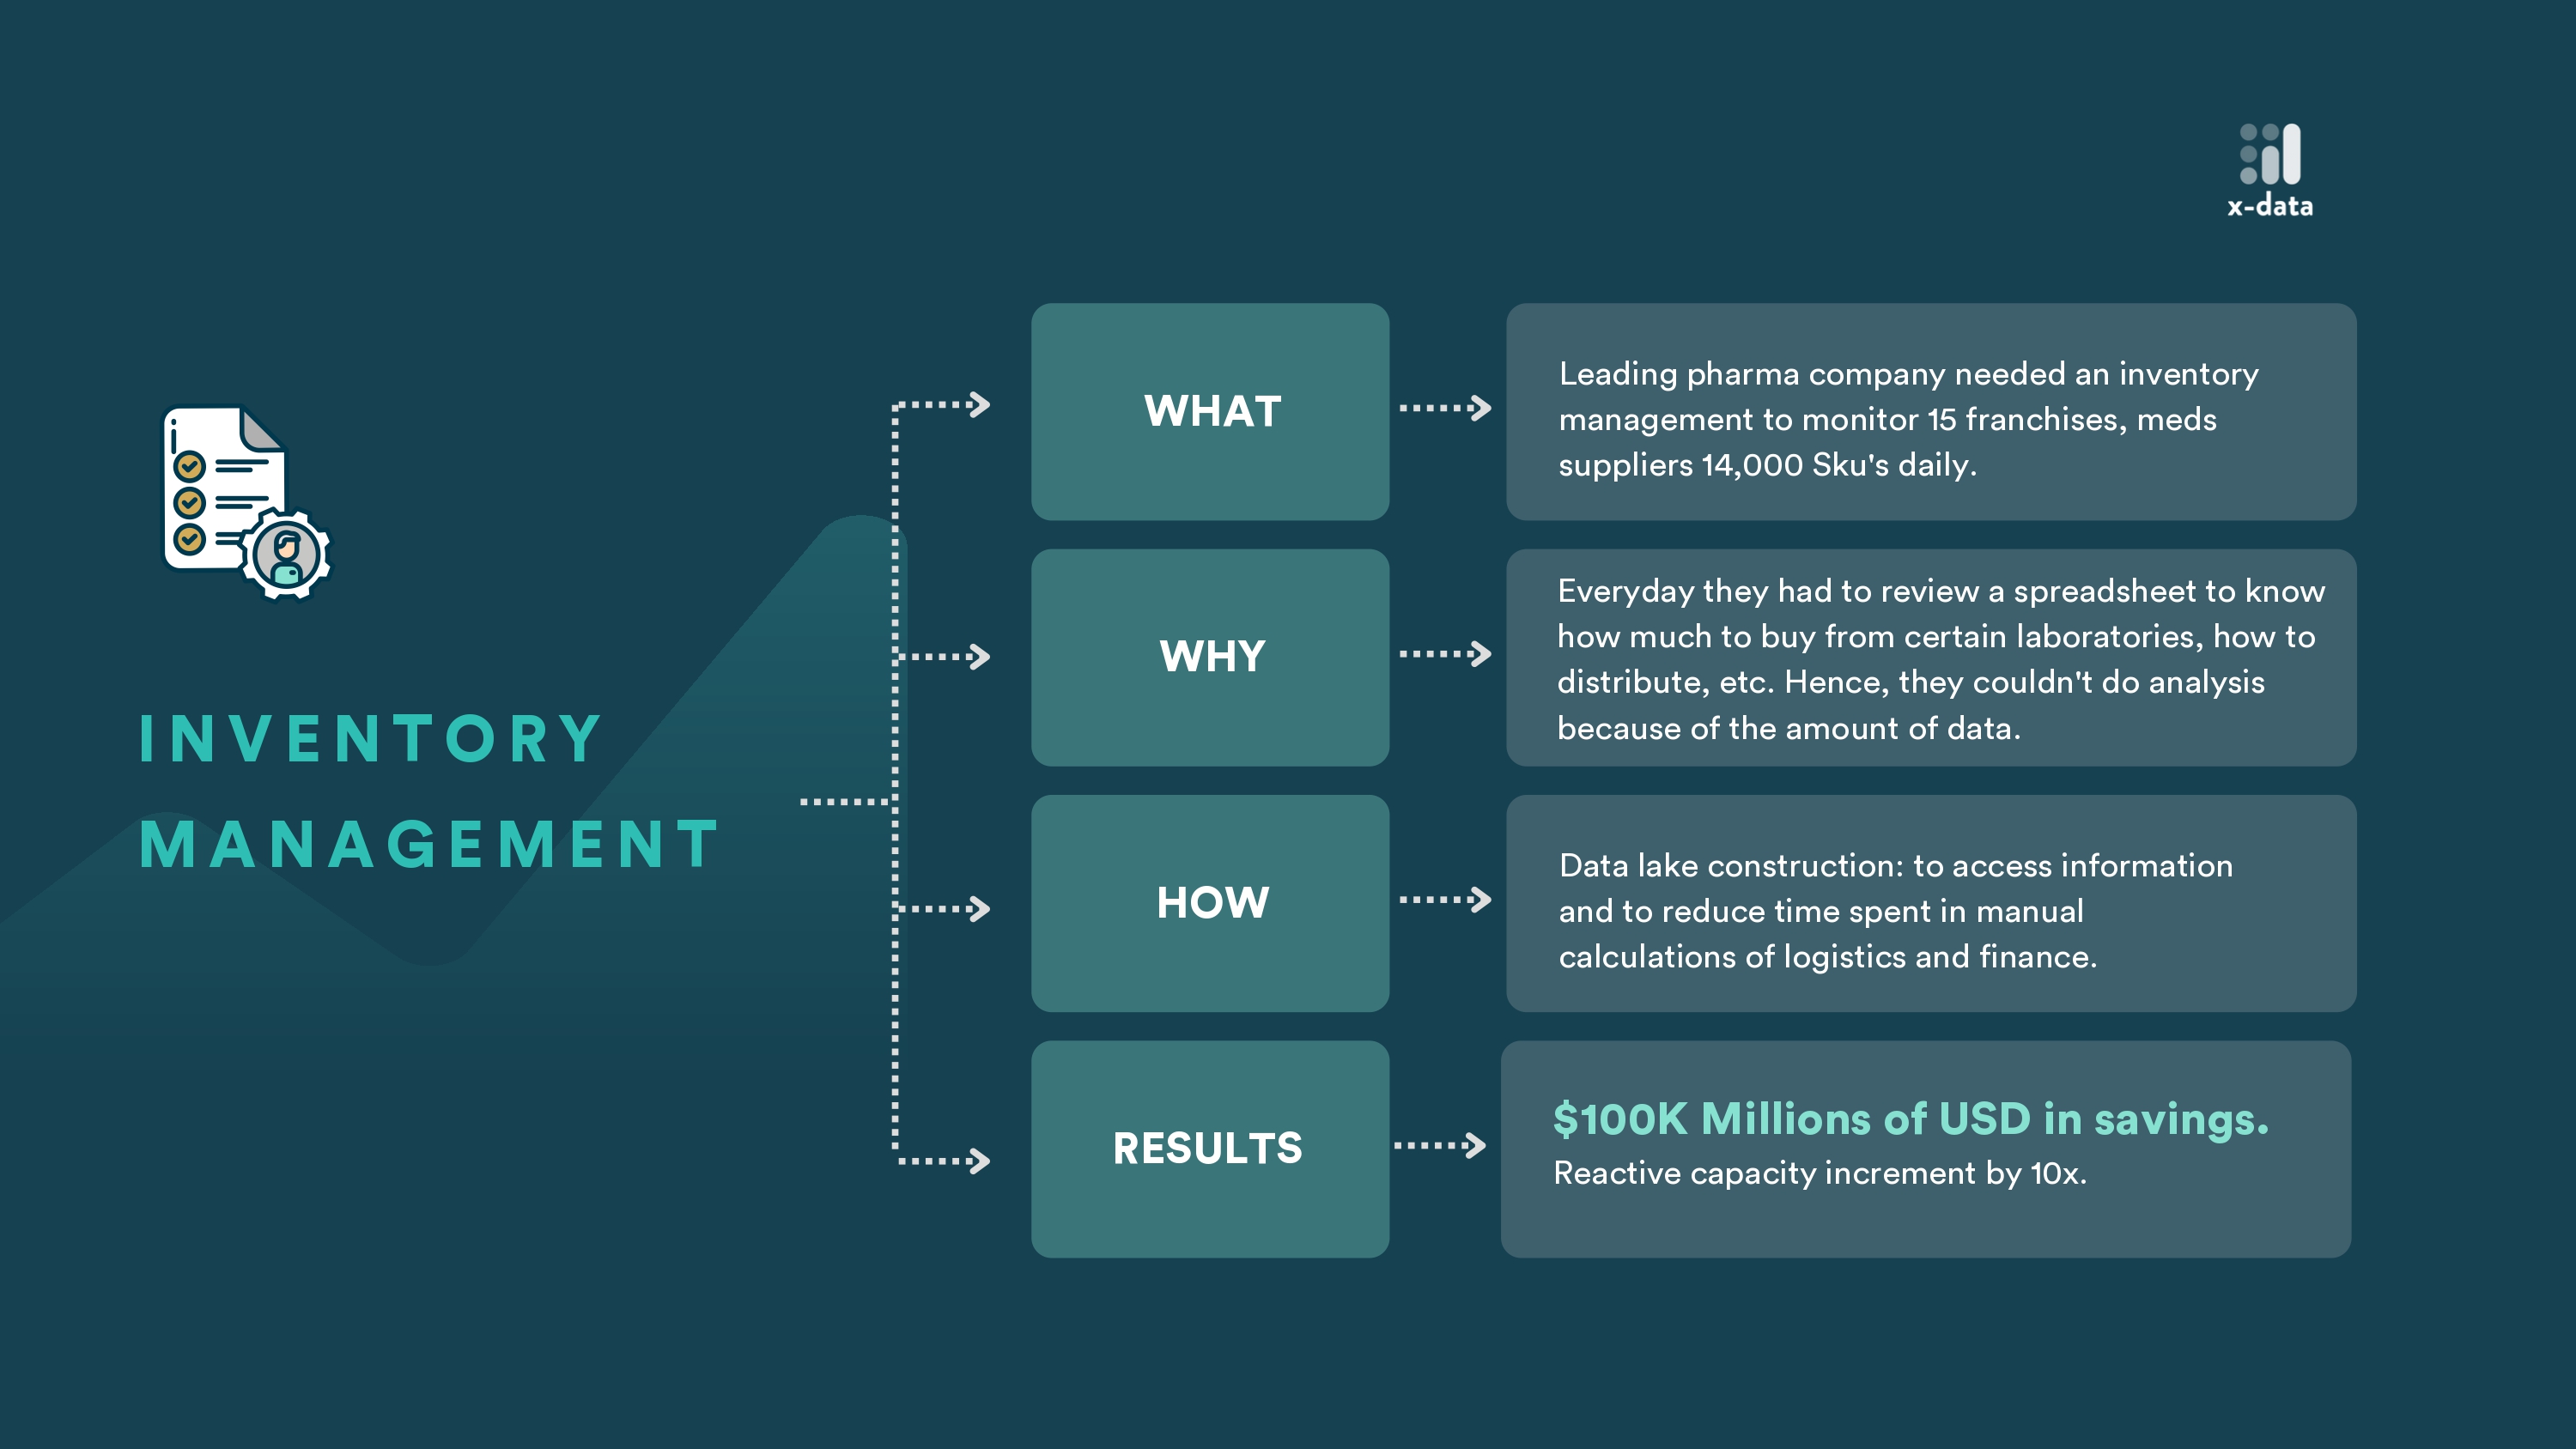 x-data
INVENTORY
MANAGEMENT
WHAT
Leading pharma company needed an inventory
management to monitor 15 franchises, meds
suppliers 14,000 Sku's daily.
WHY
Everyday they had to review a spreadsheet to know
how much to buy from certain laboratories, how to
distribute, etc. Hence, they couldn't do analysis
because of the amount of data.
HOW
Data lake construction: to access information
and to reduce time spent in manual
calculations of logistics and finance.
RESULTS
$100K Millions of USD in savings.
Reactive capacity increment by 10x.